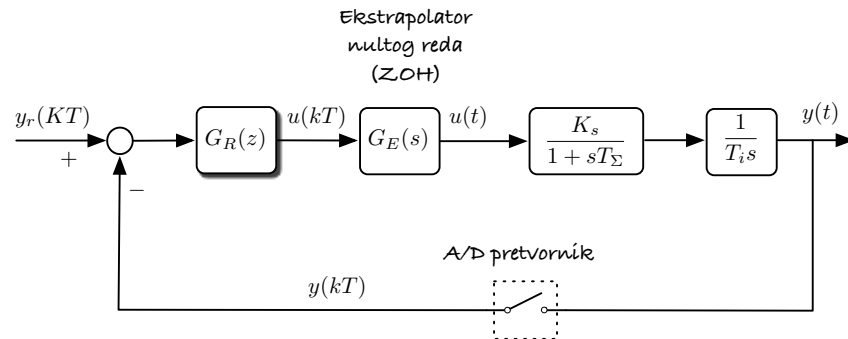 Ekstrapolator
nultog reda
(ZOH)
y_r(KT)
+
−
G_R(z)
u(kT)
G_E(s)
u(t)
K_s
1 + sT_Σ
1
T_i s
y(t)
A/D pretvornik
y(kT)